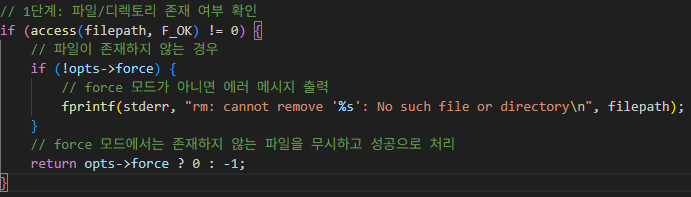 // 1단계: 파일/디렉토리 존재 여부 확인
if (access(filepath, F_OK) != 0) {
    // 파일이 존재하지 않는 경우
    if (!opts->force) {
        // force 모드가 아니면 에러 메시지 출력
        fprintf(stderr, "rm: cannot remove '%s': No such file or directory\n", filepath);
    }
    // force 모드에서는 존재하지 않는 파일을 무시하고 성공으로 처리
    return opts->force ? 0 : -1;
}